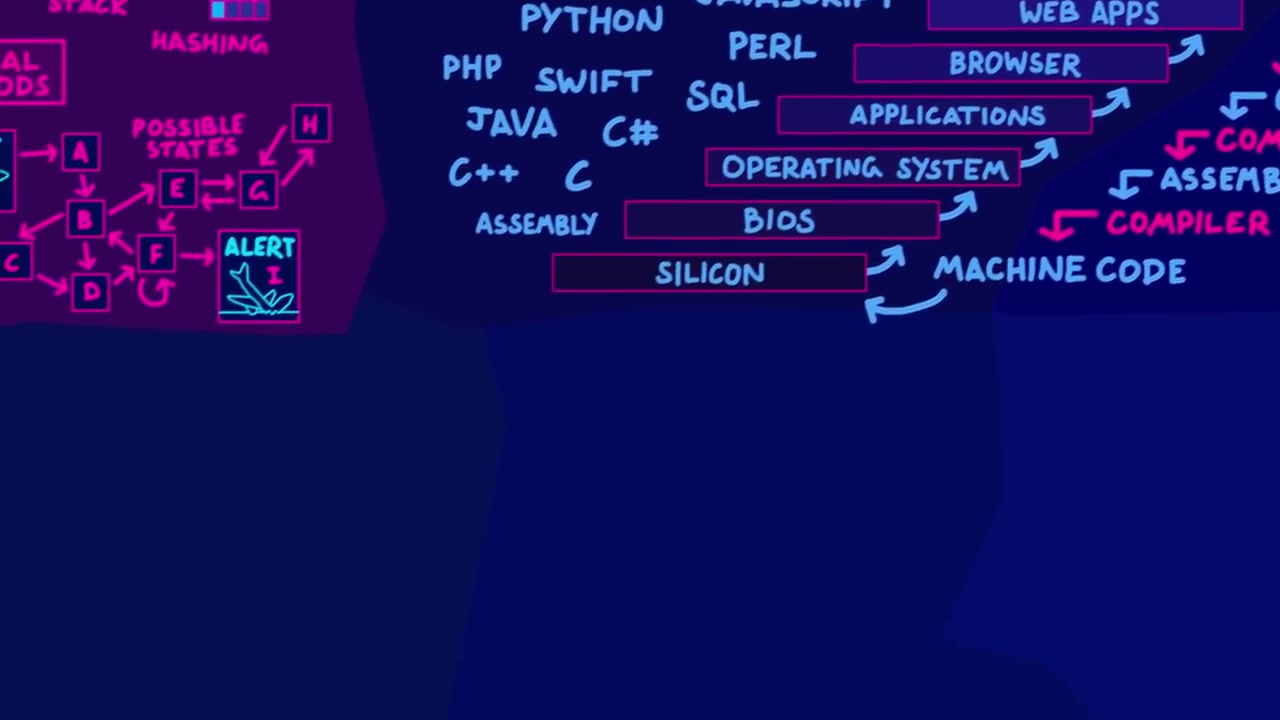 STACK
HASHING
AL
ODS
POSSIBLE
STATES
H
A
E
G
B
F
C
D
ALERT
I
PYTHON
PERL
PHP
SWIFT
SQL
JAVA
C#
C++
C
ASSEMBLY
WEB APPS
BROWSER
APPLICATIONS
OPERATING SYSTEM
BIOS
SILICON
MACHINE CODE
COMPILER
ASSEMB
COM